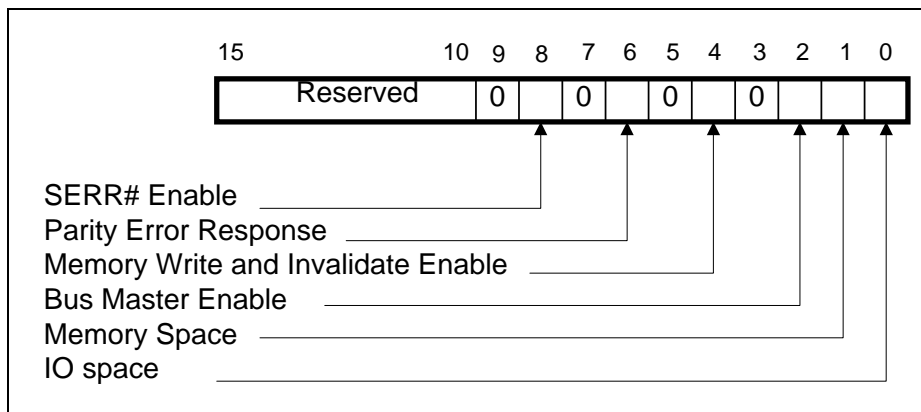 15 10 9 8 7 6 5 4 3 2 1 0
Reserved 0 0 0 0
SERR# Enable
Parity Error Response
Memory Write and Invalidate Enable
Bus Master Enable
Memory Space
IO space